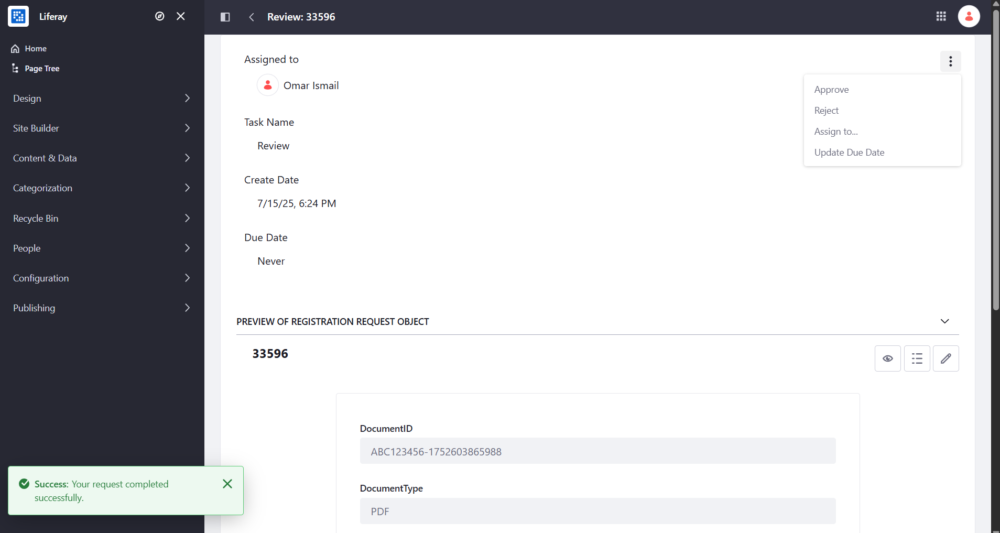 Liferay
Home
Page Tree
Design
Site Builder
Content & Data
Categorization
Recycle Bin
People
Configuration
Publishing
Success: Your request completed
successfully.
Review: 33596
Assigned to
Omar Ismail
Approve
Reject
Assign to...
Update Due Date
Task Name
Review
Create Date
7/15/25, 6:24 PM
Due Date
Never
PREVIEW OF REGISTRATION REQUEST OBJECT
33596
DocumentID
ABC123456-1752603865988
DocumentType
PDF